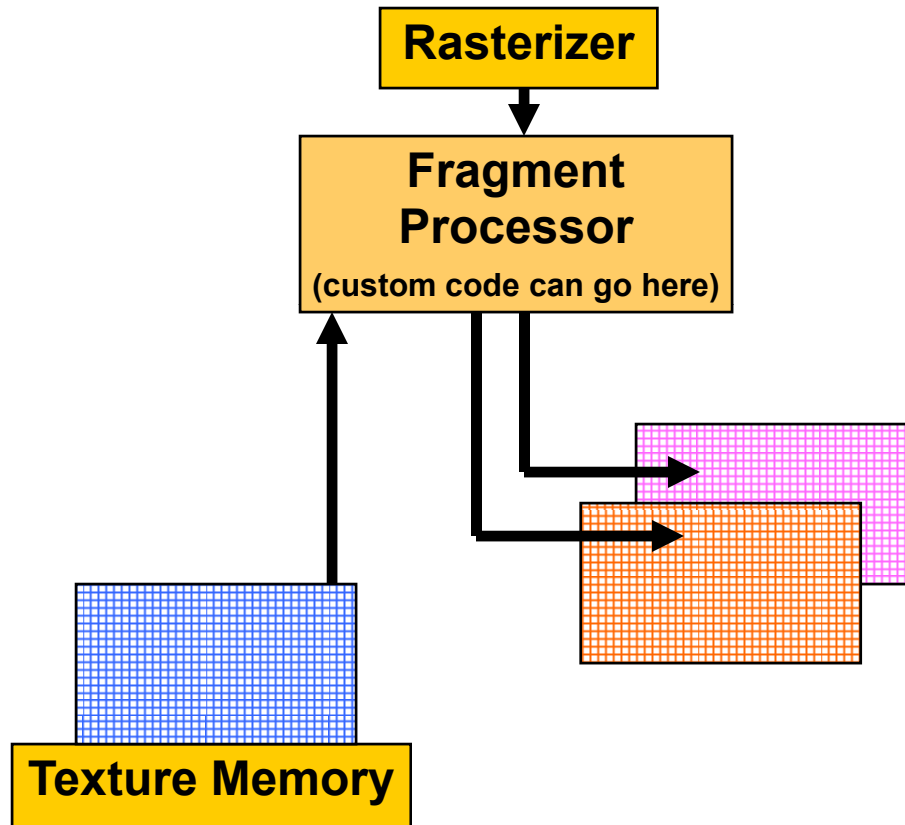 Rasterizer
Fragment
Processor
(custom code can go here)
Texture Memory